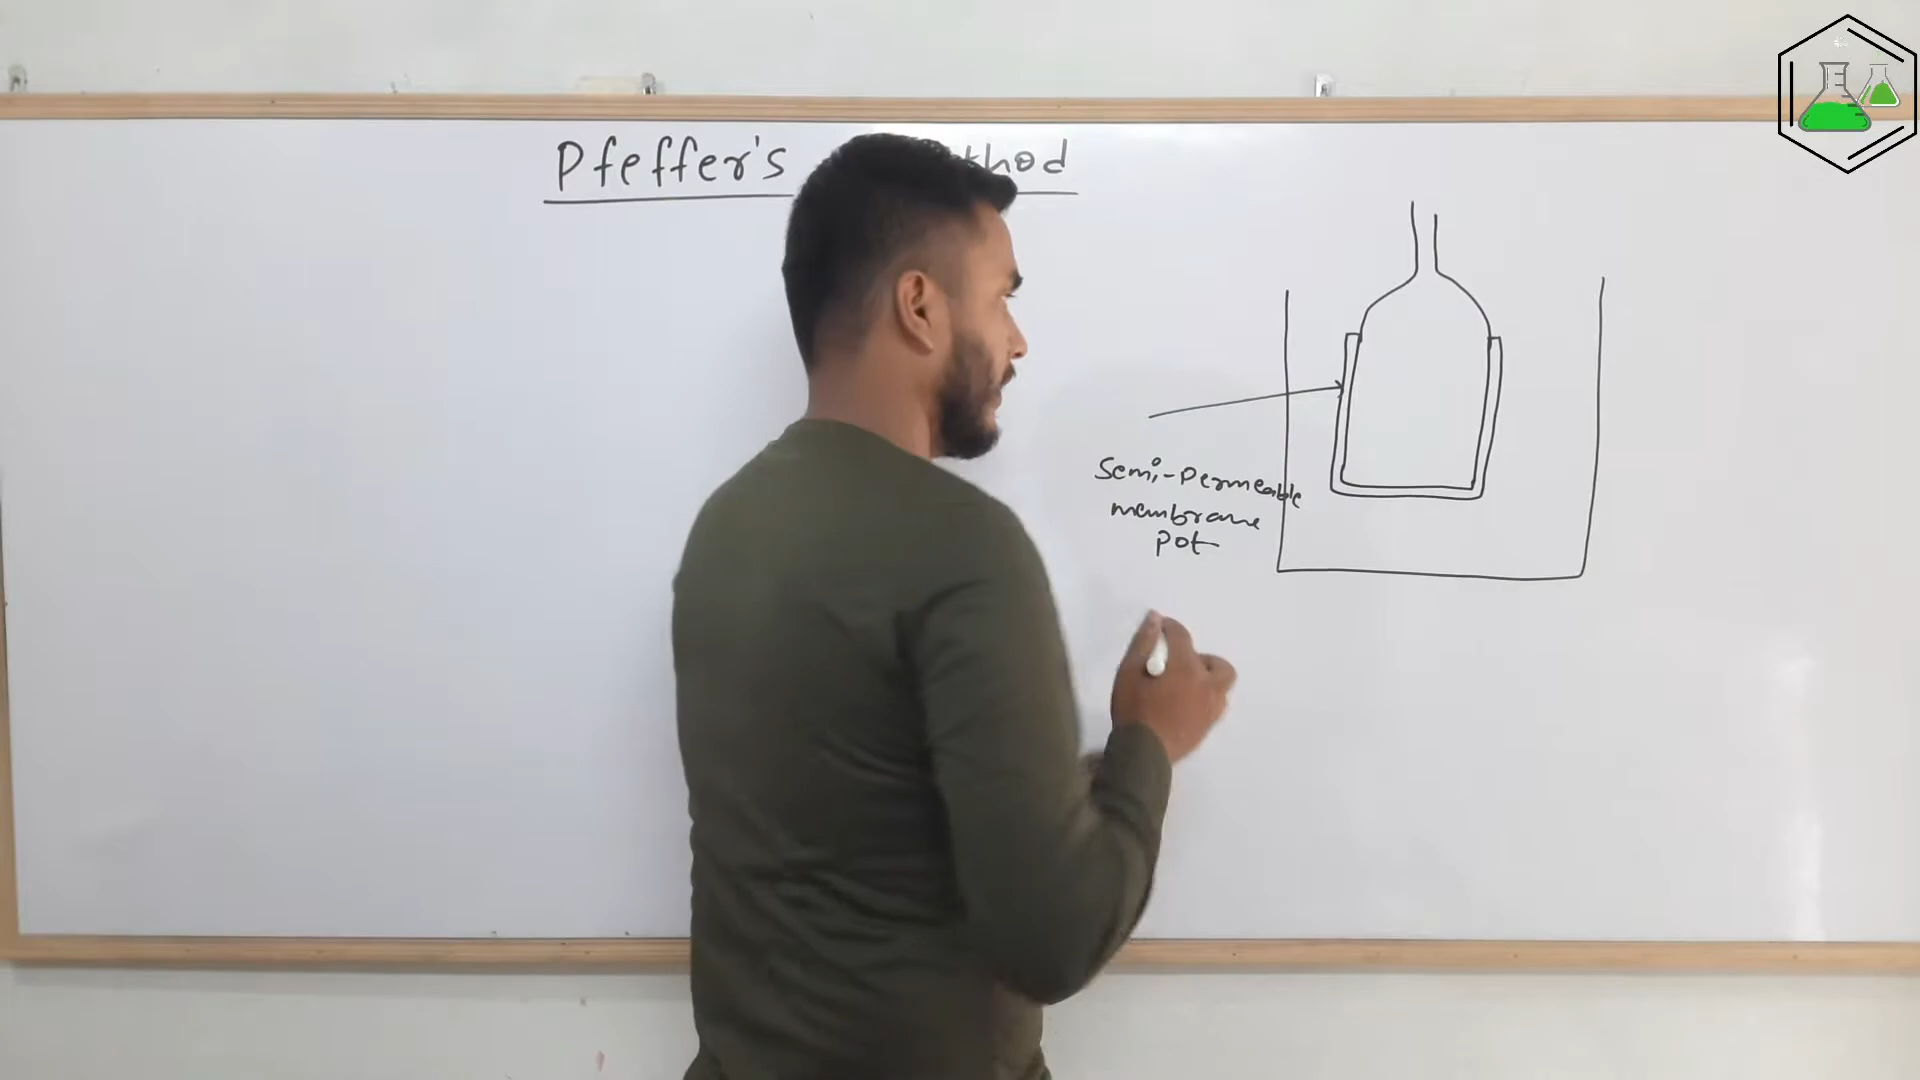 Pfeffer's thod
Semi-permeable
membrane
pot